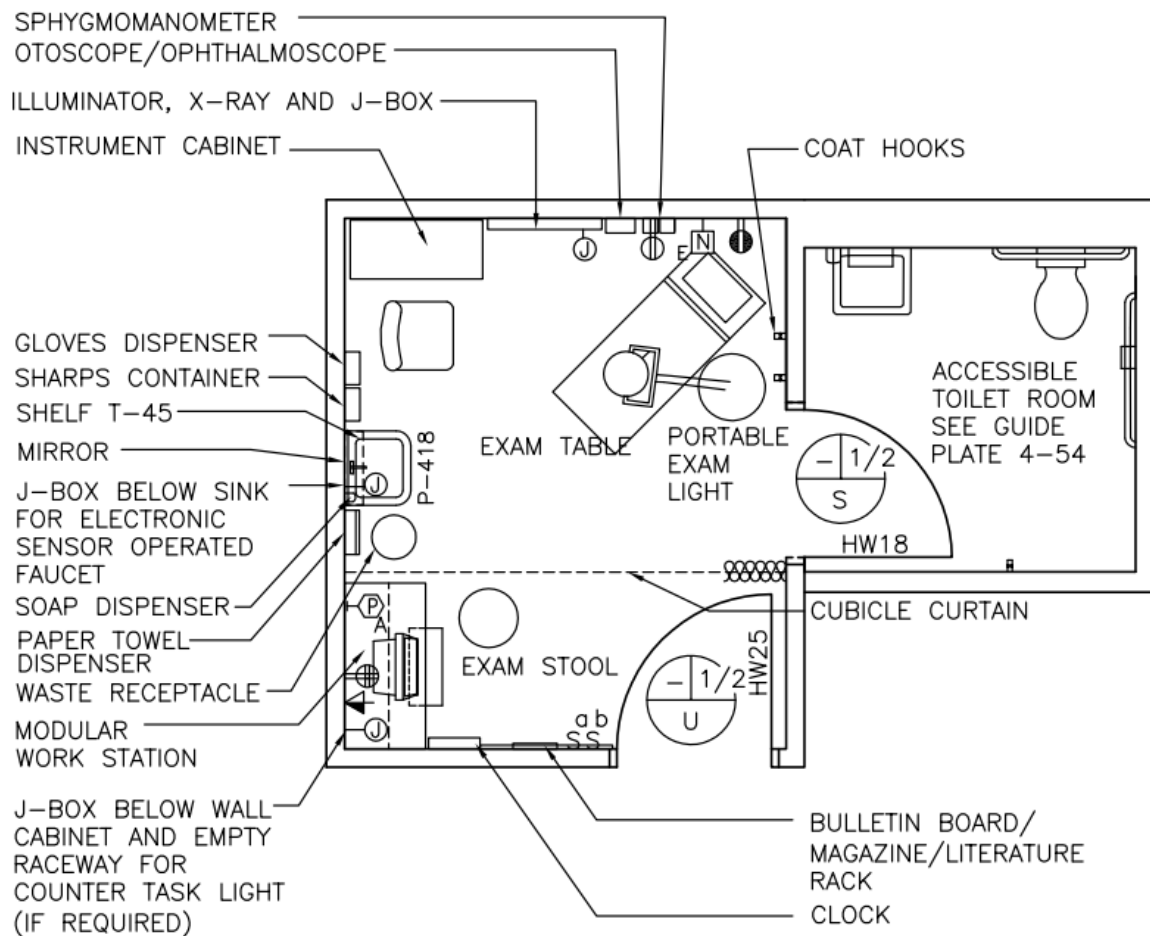 SPHYGMOMANOMETER
OTOSCOPE/OPHTHALMOSCOPE
ILLUMINATOR, X-RAY AND J-BOX
INSTRUMENT CABINET
COAT HOOKS
J
E
N
GLOVES DISPENSER
SHARPS CONTAINER
SHELF T-45
MIRROR
J-BOX BELOW SINK
FOR ELECTRONIC
SENSOR OPERATED
FAUCET
SOAP DISPENSER
PAPER TOWEL
DISPENSER
WASTE RECEPTACLE
MODULAR
WORK STATION
J-BOX BELOW WALL
CABINET AND EMPTY
RACEWAY FOR
COUNTER TASK LIGHT
(IF REQUIRED)
J
P-418
P
A
J
EXAM TABLE
PORTABLE
EXAM
LIGHT
ACCESSIBLE
TOILET ROOM
SEE GUIDE
PLATE 4-54
- 1/2
S
HW18
CUBICLE CURTAIN
EXAM STOOL
- 1/2
U
HW25
a b
S S
BULLETIN BOARD/
MAGAZINE/LITERATURE
RACK
CLOCK